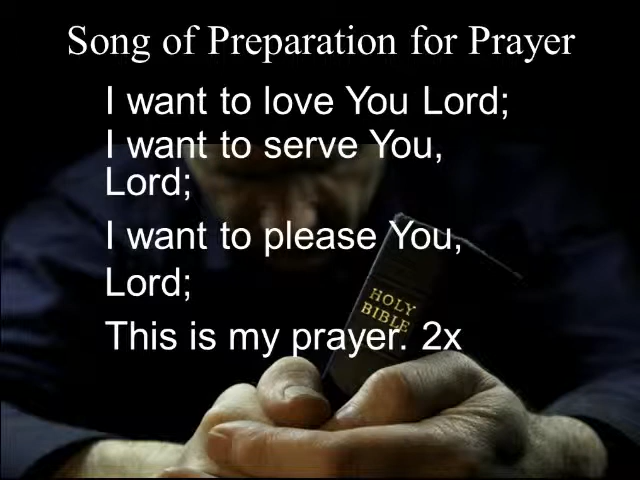 Song of Preparation for Prayer
I want to love You Lord;
I want to serve You,
Lord;
I want to please You,
Lord;
This is my prayer. 2x
HOLY
BIBLE